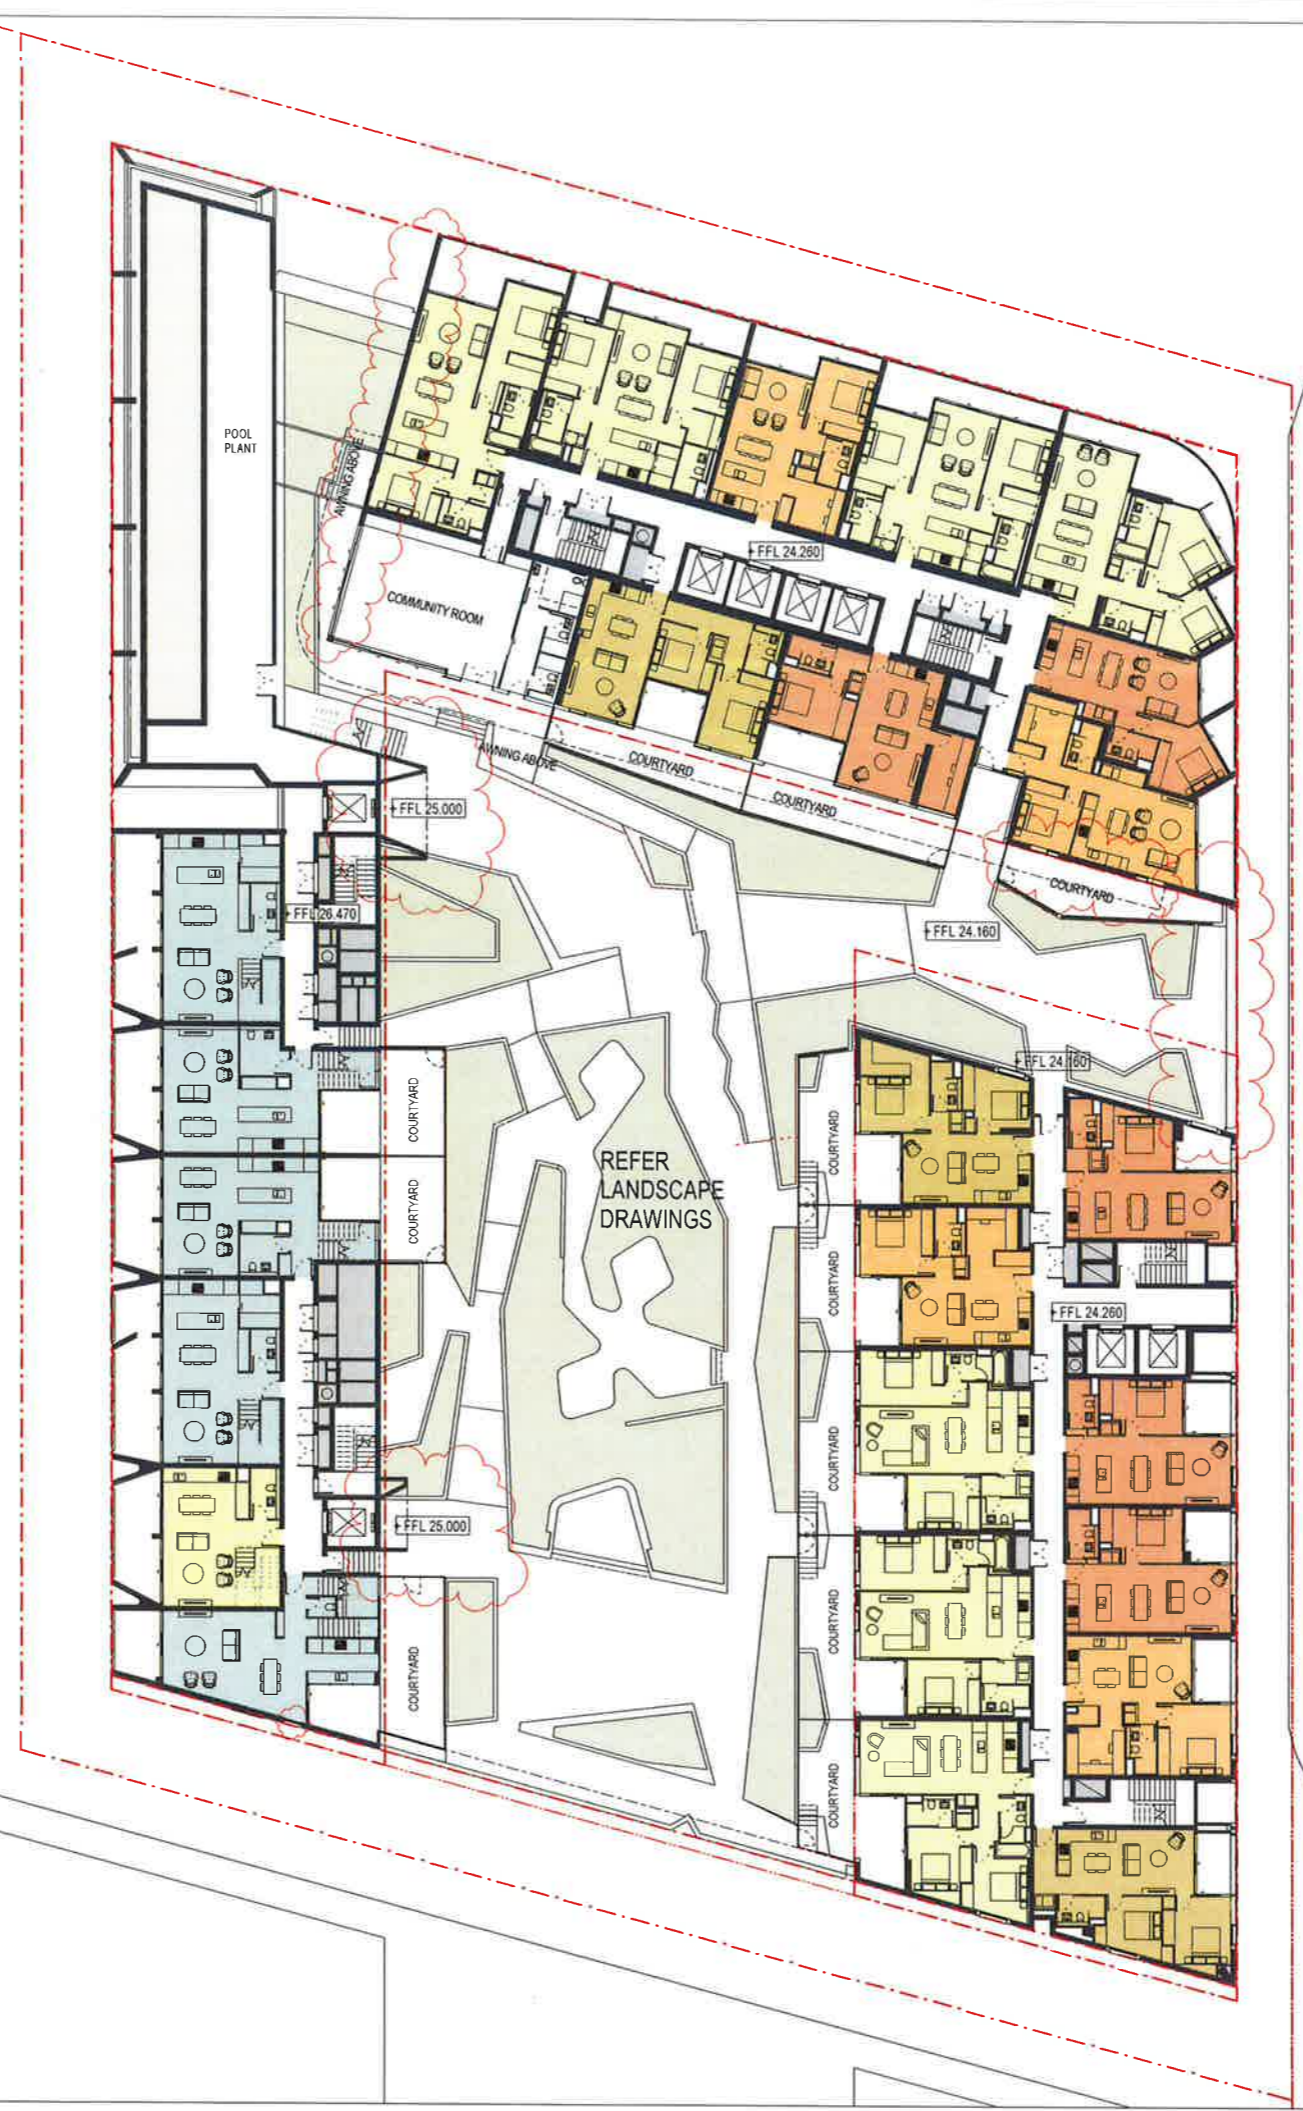 POOL
PLANT
AWNING ABOVE
+ FFL 24.260
COMMUNITY ROOM
AWNING ABOVE
COURTYARD
COURTYARD
+ FFL 25.000
COURTYARD
+ FFL 26.470
+ FFL 24.160
+ FFL 24.160
COURTYARD
COURTYARD
COURTYARD
REFER
LANDSCAPE
DRAWINGS
COURTYARD
+ FFL 24.260
COURTYARD
+ FFL 25.000
COURTYARD
COURTYARD
COURTYARD